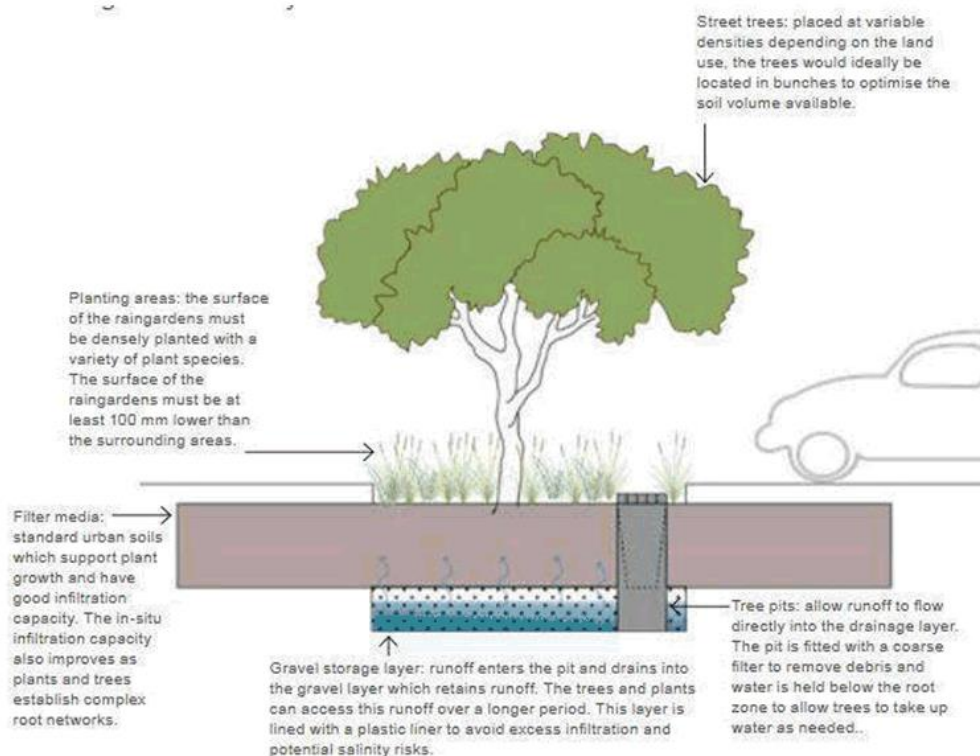 Street trees: placed at variable
densities depending on the land
use, the trees would ideally be
located in bunches to optimise the
soil volume available.
Planting areas: the surface
of the raingardens must
be densely planted with a
variety of plant species.
The surface of the
raingardens must be at
least 100 mm lower than
the surrounding areas.
Filter media:
standard urban soils
which support plant
growth and have
good infiltration
capacity. The in-situ
infiltration capacity
also improves as
plants and trees
establish complex
root networks.
Gravel storage layer: runoff enters the pit and drains into
the gravel layer which retains runoff. The trees and plants
can access this runoff over a longer period. This layer is
lined with a plastic liner to avoid excess infiltration and
potential salinity risks.
Tree pits: allow runoff to flow
directly into the drainage layer.
The pit is fitted with a coarse
filter to remove debris and
water is held below the root
zone to allow trees to take up
water as needed..